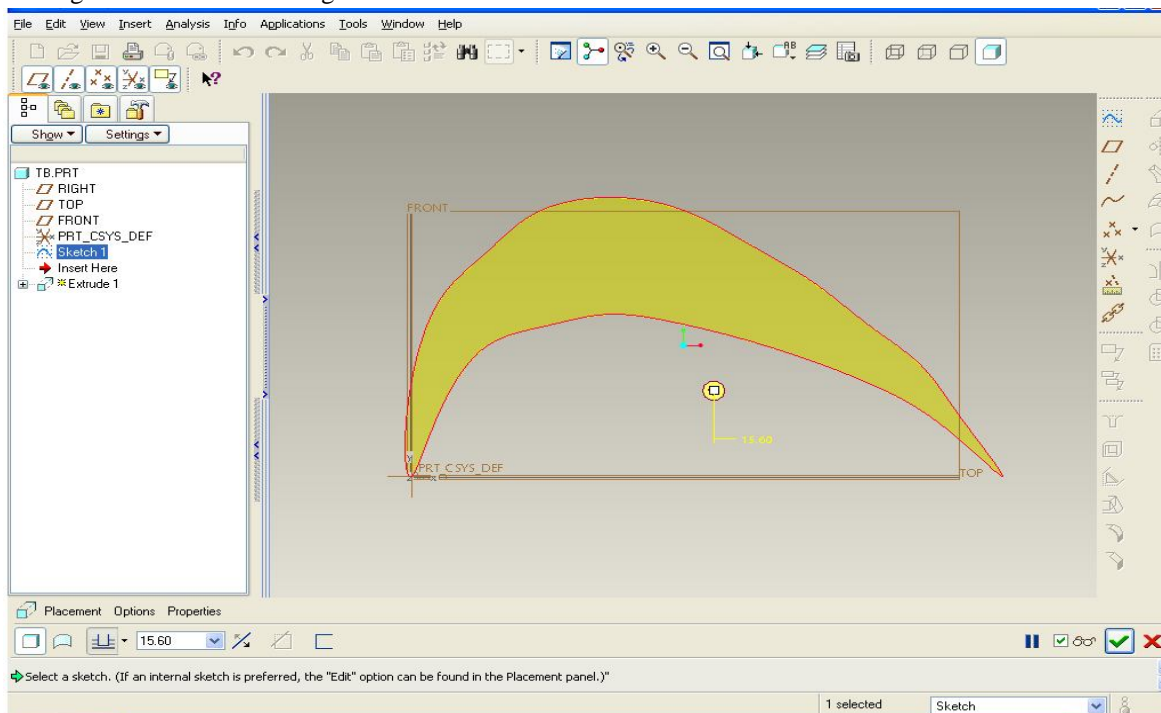 File Edit View Insert Analysis Info Applications Tools Window Help
Show Settings
TB.PRT
RIGHT
TOP
FRONT
PRT_CSYS_DEF
Sketch 1
Insert Here
Extrude 1
FRONT
15.60
Y
PRT_CSYS_DEF
Z X
TOP
Placement Options Properties
15.60
Select a sketch. (If an internal sketch is preferred, the "Edit" option can be found in the Placement panel.)"
1 selected Sketch